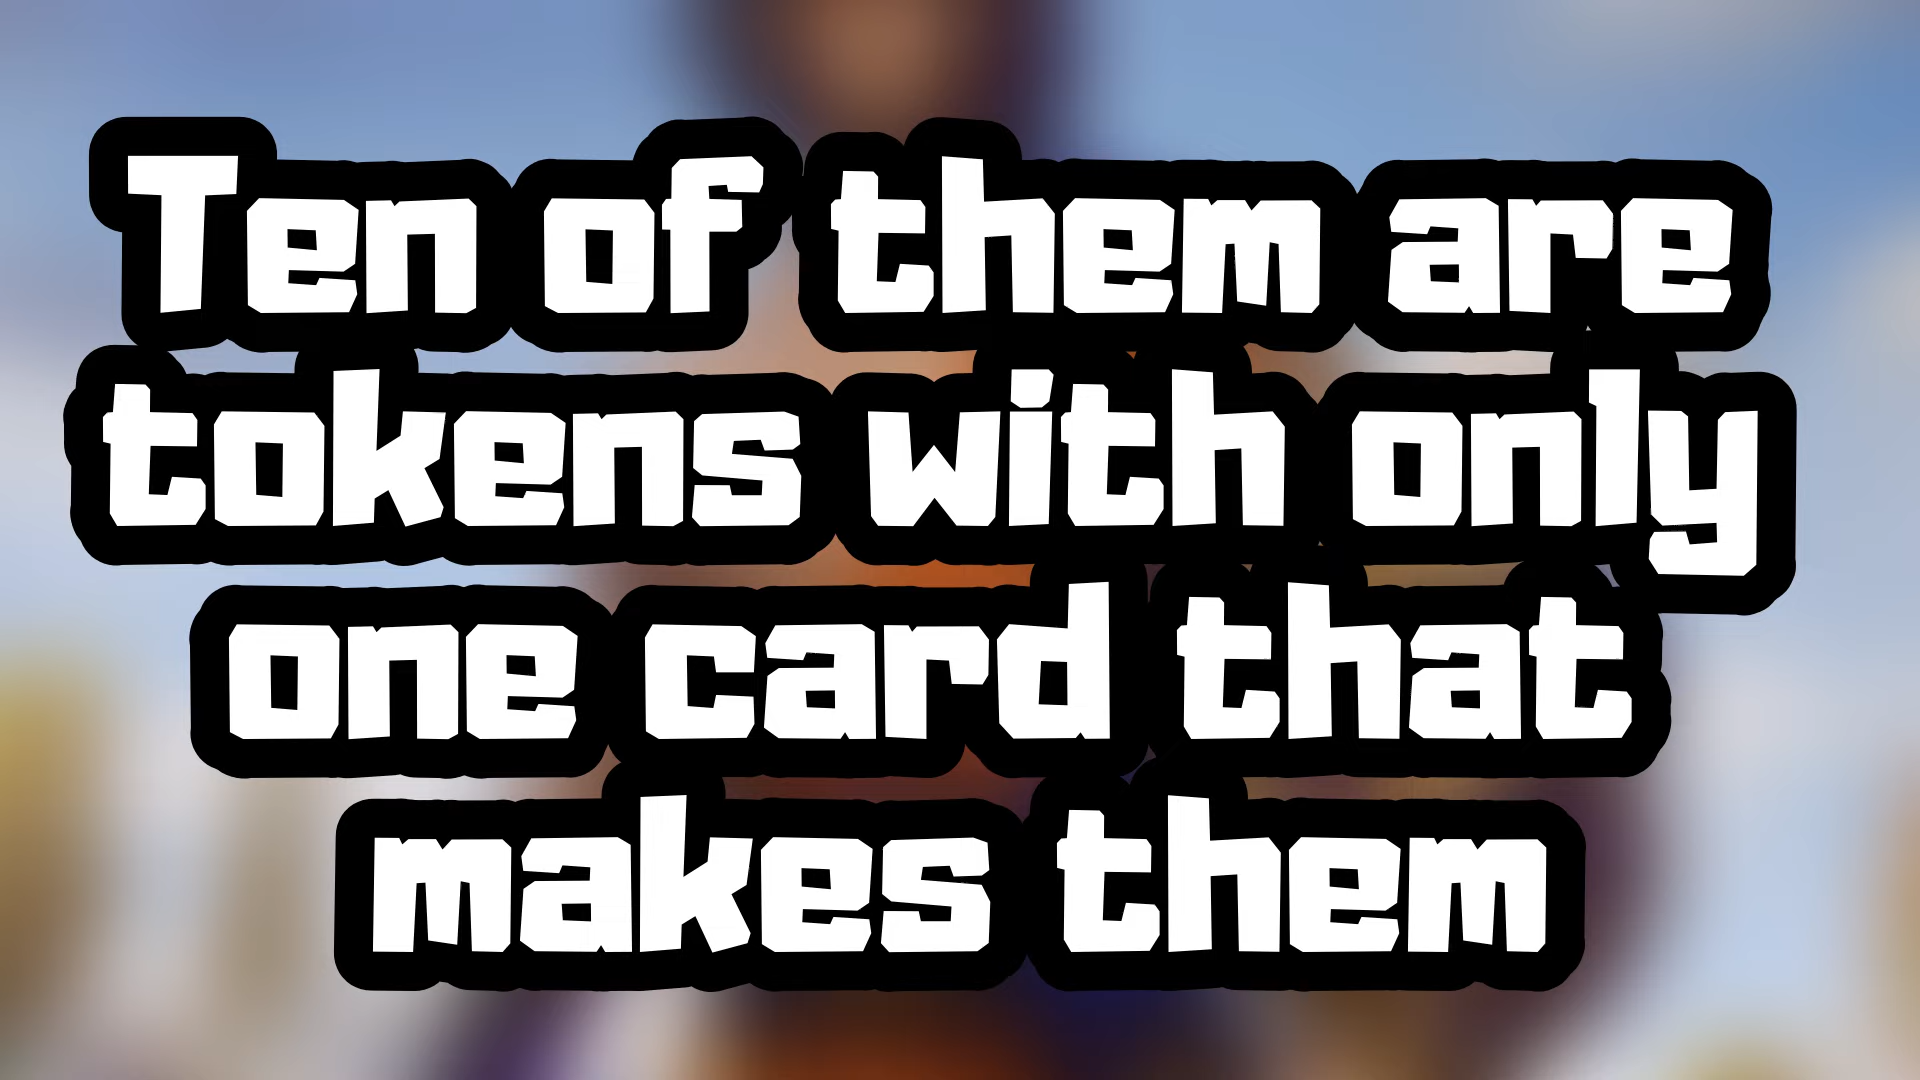 Ten of them are
tokens with only
one card that
makes them